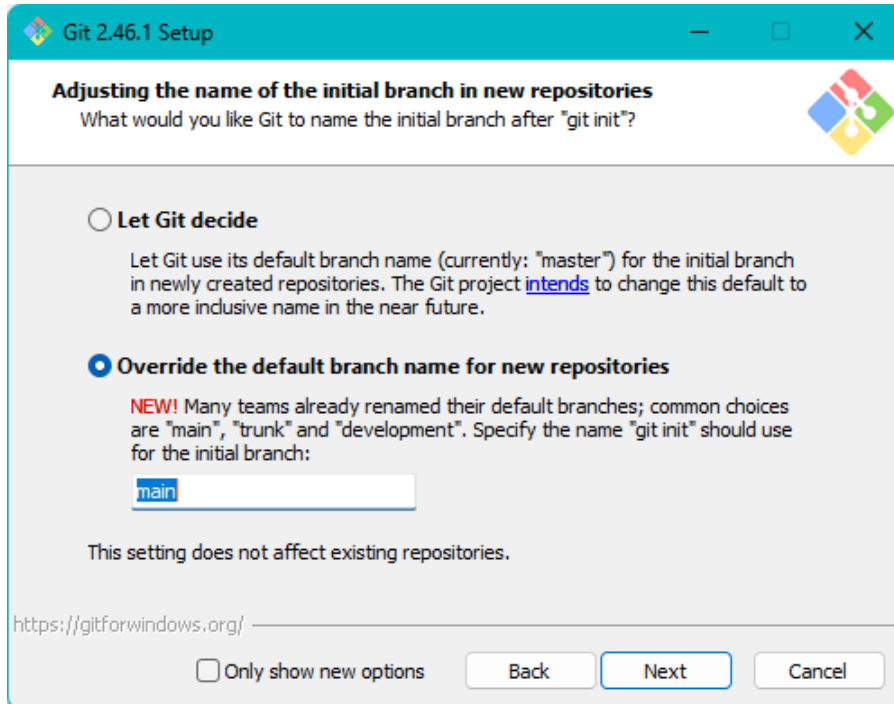 Git 2.46.1 Setup
Adjusting the name of the initial branch in new repositories
What would you like Git to name the initial branch after "git init"?
Let Git decide
Let Git use its default branch name (currently: "master") for the initial branch
in newly created repositories. The Git project intends to change this default to
a more inclusive name in the near future.
Override the default branch name for new repositories
NEW! Many teams already renamed their default branches; common choices
are "main", "trunk" and "development". Specify the name "git init" should use
for the initial branch:
main
This setting does not affect existing repositories.
https://gitforwindows.org/
Only show new options Back Next Cancel